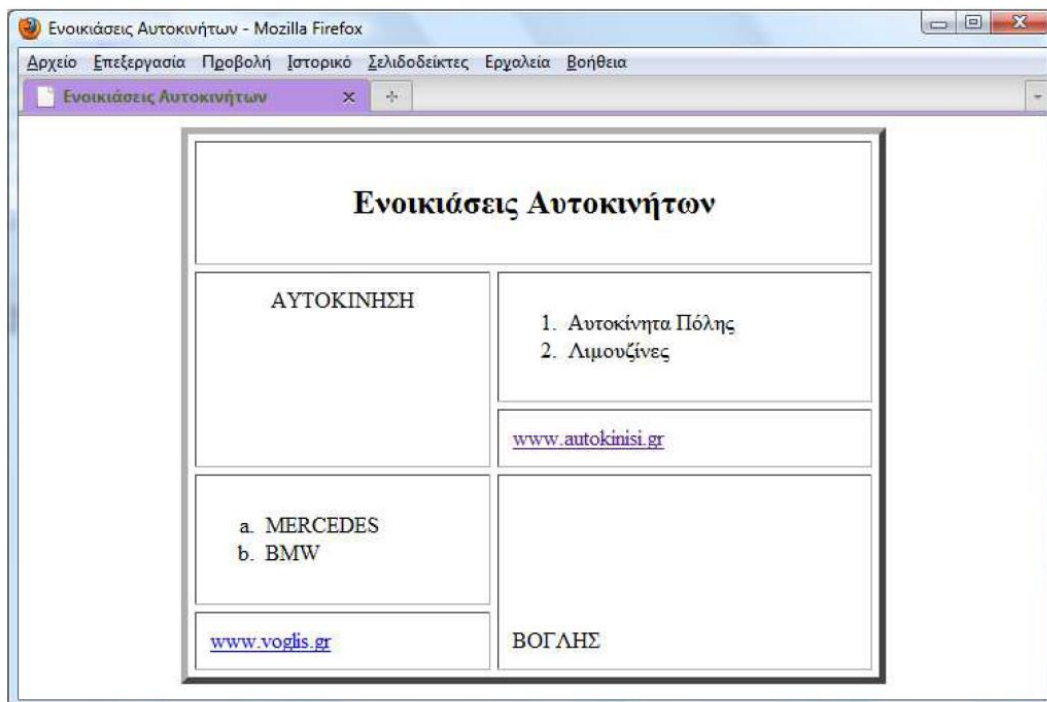 Ενοικιάσεις Αυτοκινήτων - Mozilla Firefox
Αρχείο Επεξεργασία Προβολή Ιστορικό Σελιδοδείκτες Εργαλεία Βοήθεια
Ενοικιάσεις Αυτοκινήτων
Ενοικιάσεις Αυτοκινήτων
ΑΥΤΟΚΙΝΗΣΗ
1. Αυτοκίνητα Πόλης
2. Λιμουζίνες
www.autokinisi.gr
a. MERCEDES
b. BMW
www.voglis.gr
ΒΟΓΛΗΣ